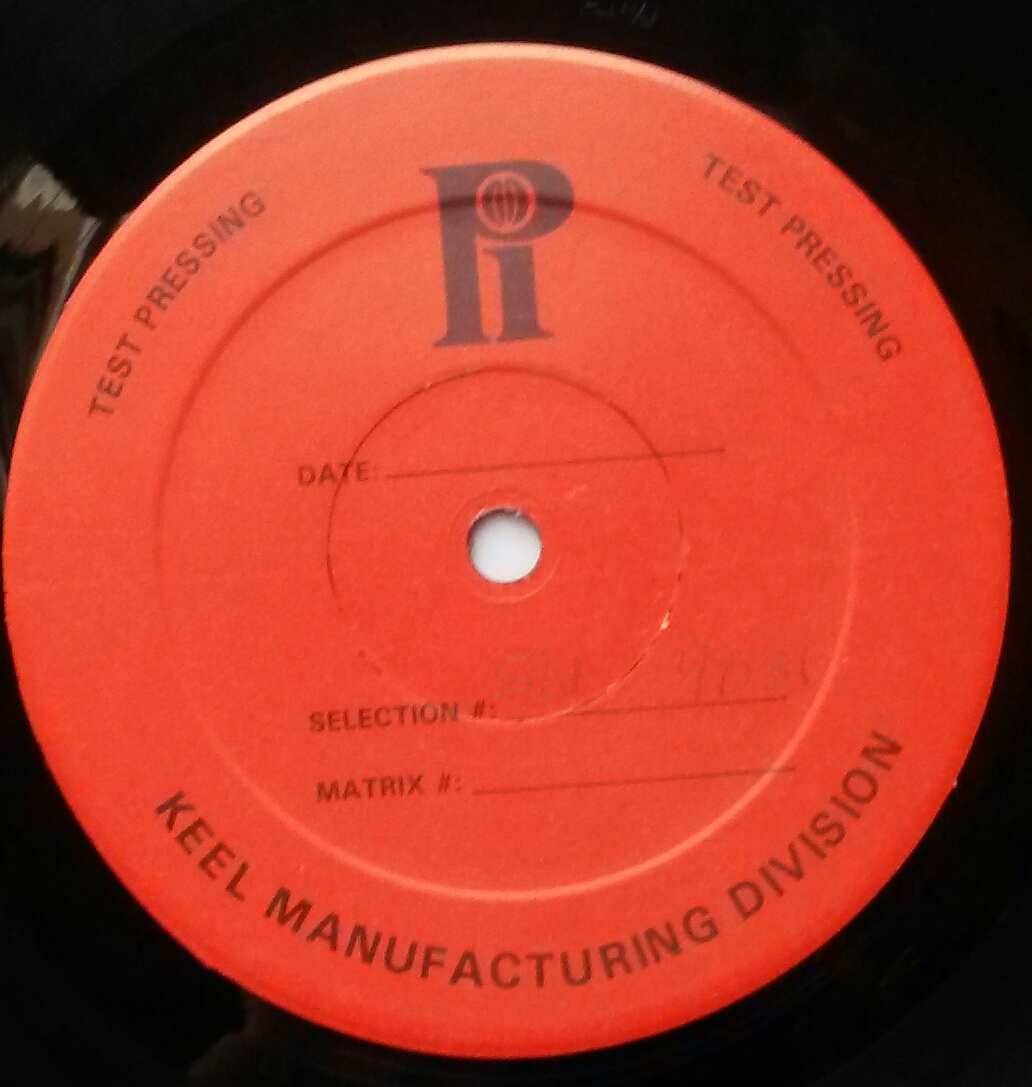 Pi
TEST PRESSING
TEST PRESSING
DATE:
SELECTION #:
MATRIX #:
KEEL MANUFACTURING DIVISION